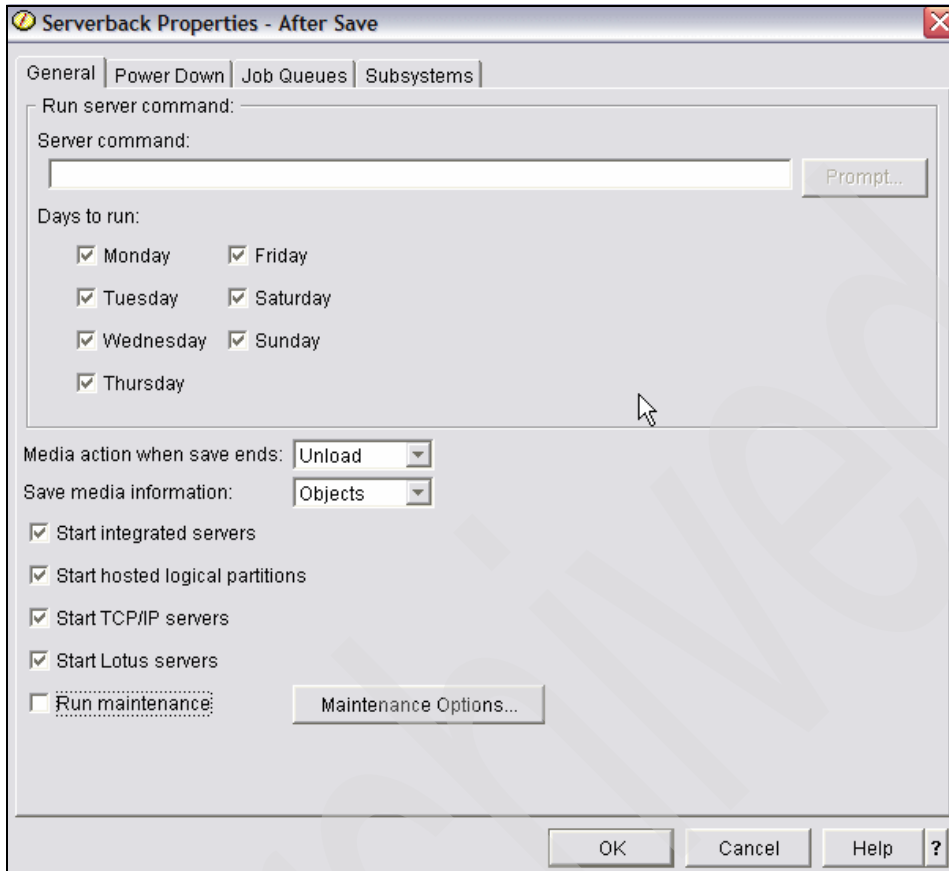 Serverback Properties - After Save
General Power Down Job Queues Subsystems
Run server command:
Server command:
Prompt...
Days to run:
Monday Friday
Tuesday Saturday
Wednesday Sunday
Thursday
Media action when save ends: Unload
Save media information: Objects
Start integrated servers
Start hosted logical partitions
Start TCP/IP servers
Start Lotus servers
Run maintenance Maintenance Options...
OK Cancel Help ?